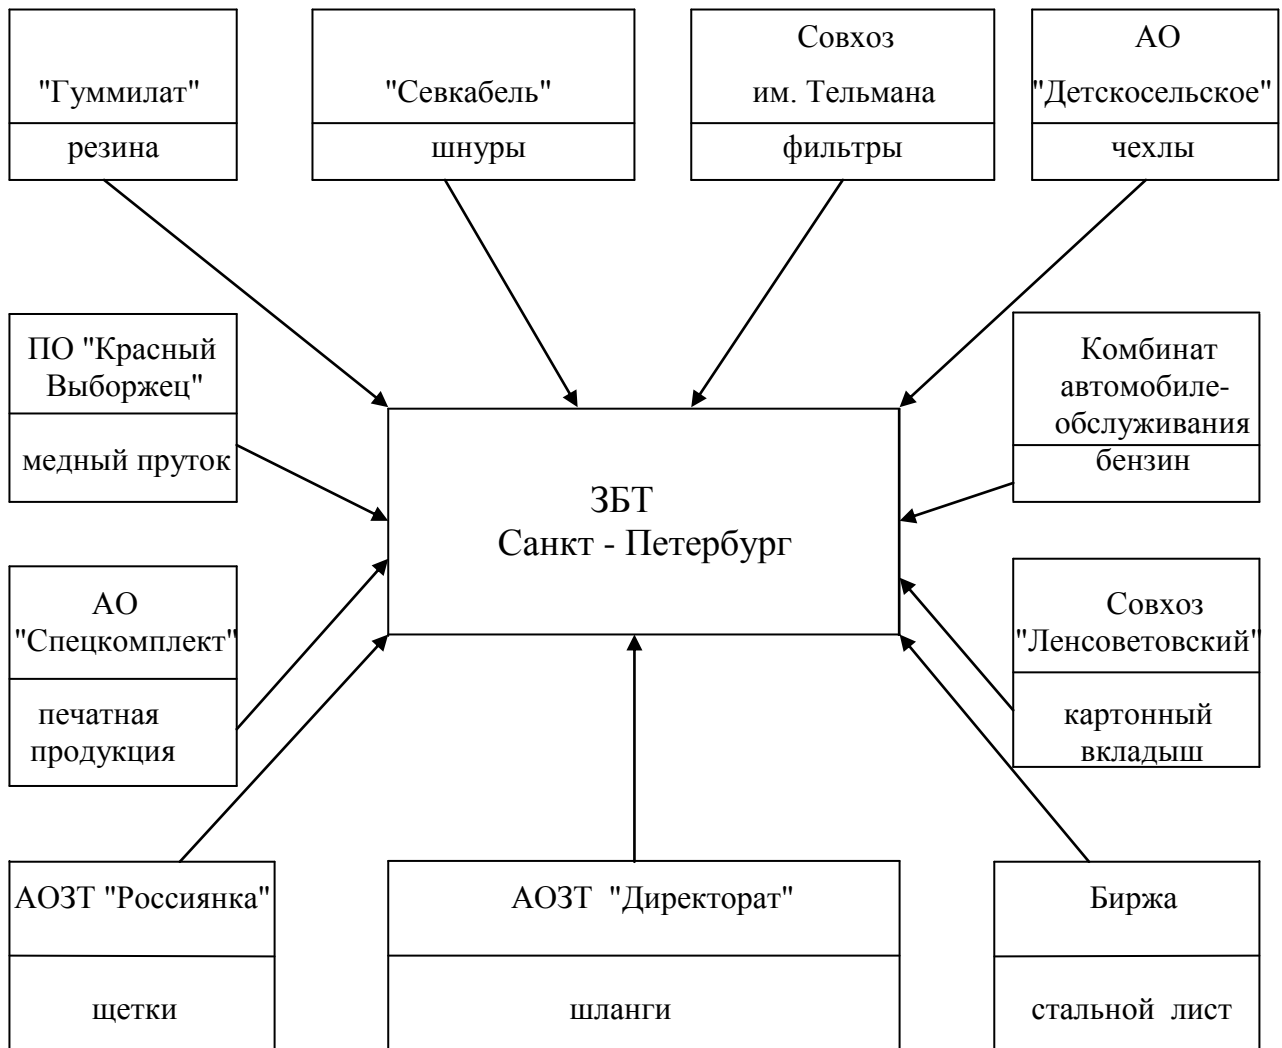 "Гуммилат"
резина
"Севкабель"
шнуры
Совхоз
им. Тельмана
фильтры
АО
"Детскосельское"
чехлы
ПО "Красный
Выборжец"
медный пруток
ЗБТ
Санкт - Петербург
Комбинат
автомобиле-
обслуживания
бензин
АО
"Спецкомплект"
печатная
продукция
Совхоз
"Ленсоветовский"
картонный
вкладыш
АОЗТ "Россиянка"
щетки
АОЗТ "Директорат"
шланги
Биржа
стальной лист